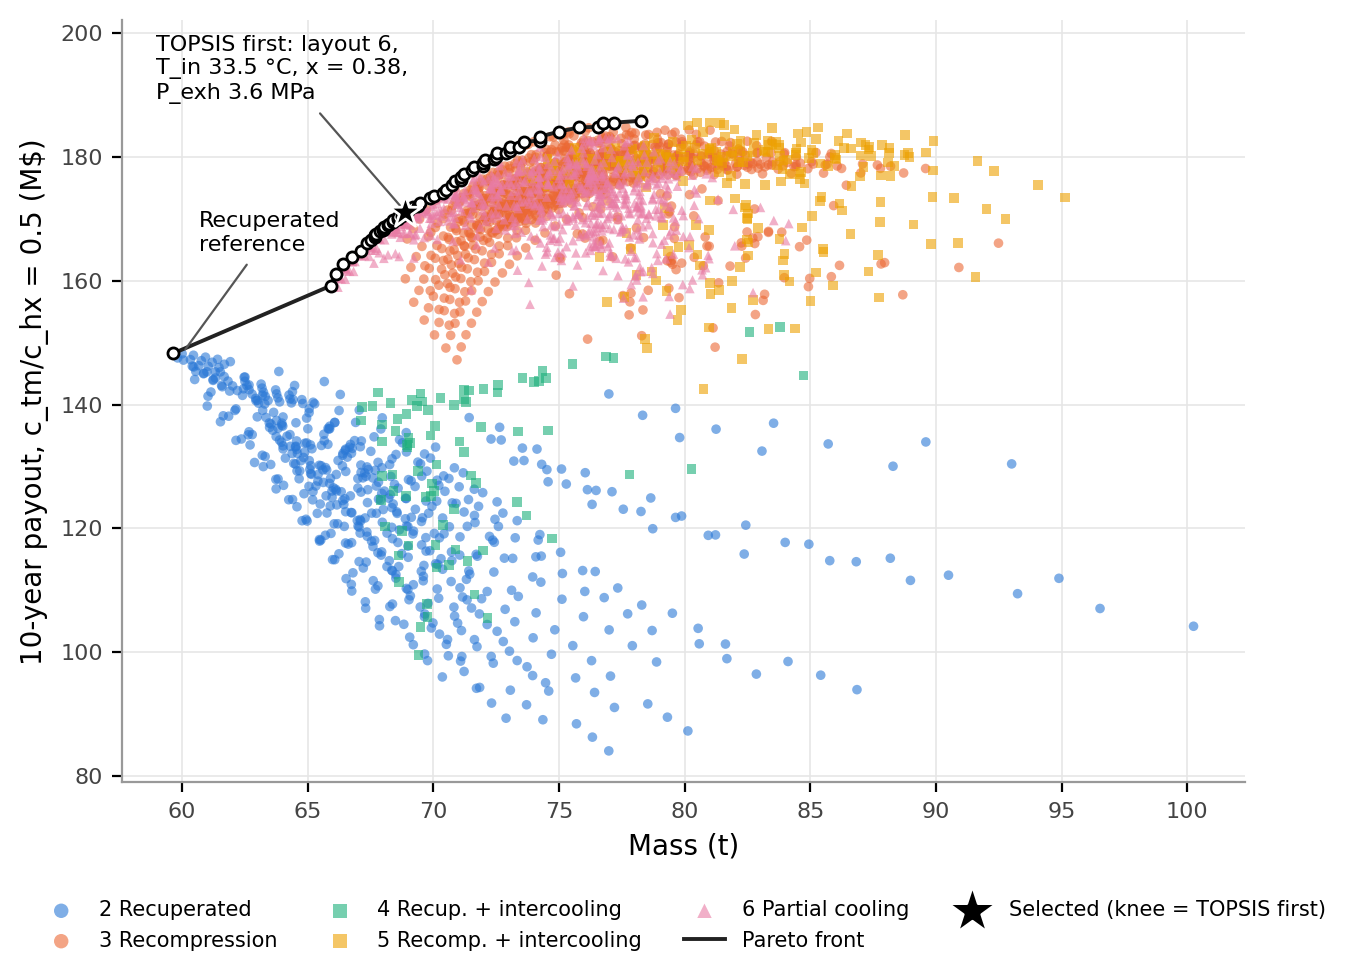 200
180
160
140
120
100
80
10-year payout, c_tm/c_hx = 0.5 (M$)
TOPSIS first: layout 6,
T_in 33.5 °C, x = 0.38,
P_exh 3.6 MPa
Recuperated
reference
60 65 70 75 80 85 90 95 100
Mass (t)
2 Recuperated
3 Recompression
4 Recup. + intercooling
5 Recomp. + intercooling
6 Partial cooling
Pareto front
Selected (knee = TOPSIS first)